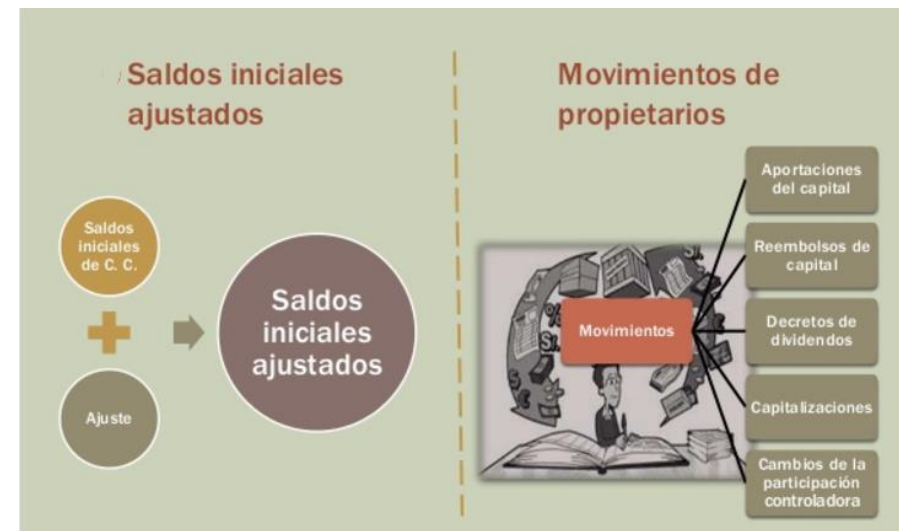 Saldos iniciales
ajustados
Movimientos de
propietarios
Saldos
iniciales
de C. C.
Ajuste
Saldos
iniciales
ajustados
Movimientos
Aportaciones
del capital
Reembolsos de
capital
Decretos de
dividendos
Capitalizaciones
Cambios de la
participación
controladora